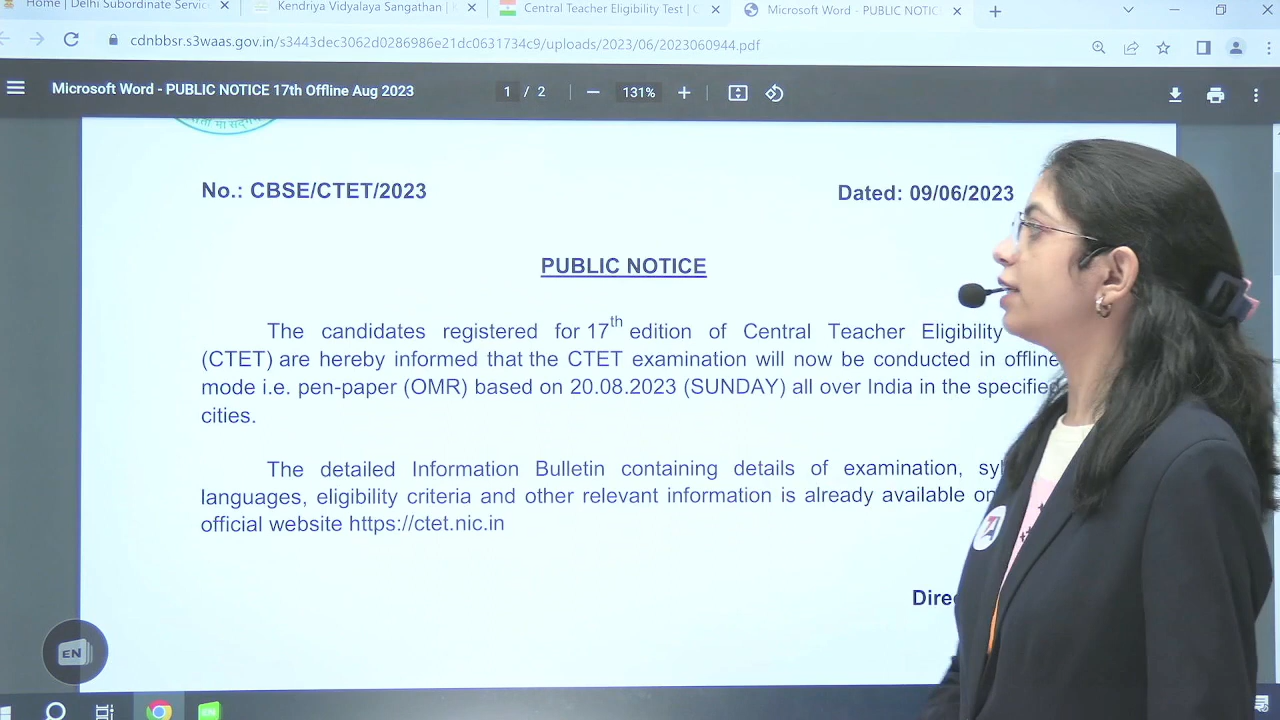 Home | Delhi Subordinate Servic
Kendriya Vidyalaya Sangathan |
Central Teacher Eligibility Test |
Microsoft Word - PUBLIC NOTIC
cdnbbsr.s3waas.gov.in/s3443dec3062d0286986e21dc0631734c9/uploads/2023/06/2023060944.pdf
Microsoft Word - PUBLIC NOTICE 17th Offline Aug 2023
1 / 2
131%
No.: CBSE/CTET/2023
Dated: 09/06/2023
PUBLIC NOTICE
The candidates registered for 17th edition of Central Teacher Eligibility
(CTET) are hereby informed that the CTET examination will now be conducted in offline
mode i.e. pen-paper (OMR) based on 20.08.2023 (SUNDAY) all over India in the specified
cities.
The detailed Information Bulletin containing details of examination,
languages, eligibility criteria and other relevant information is already available on
official website https://ctet.nic.in
EN